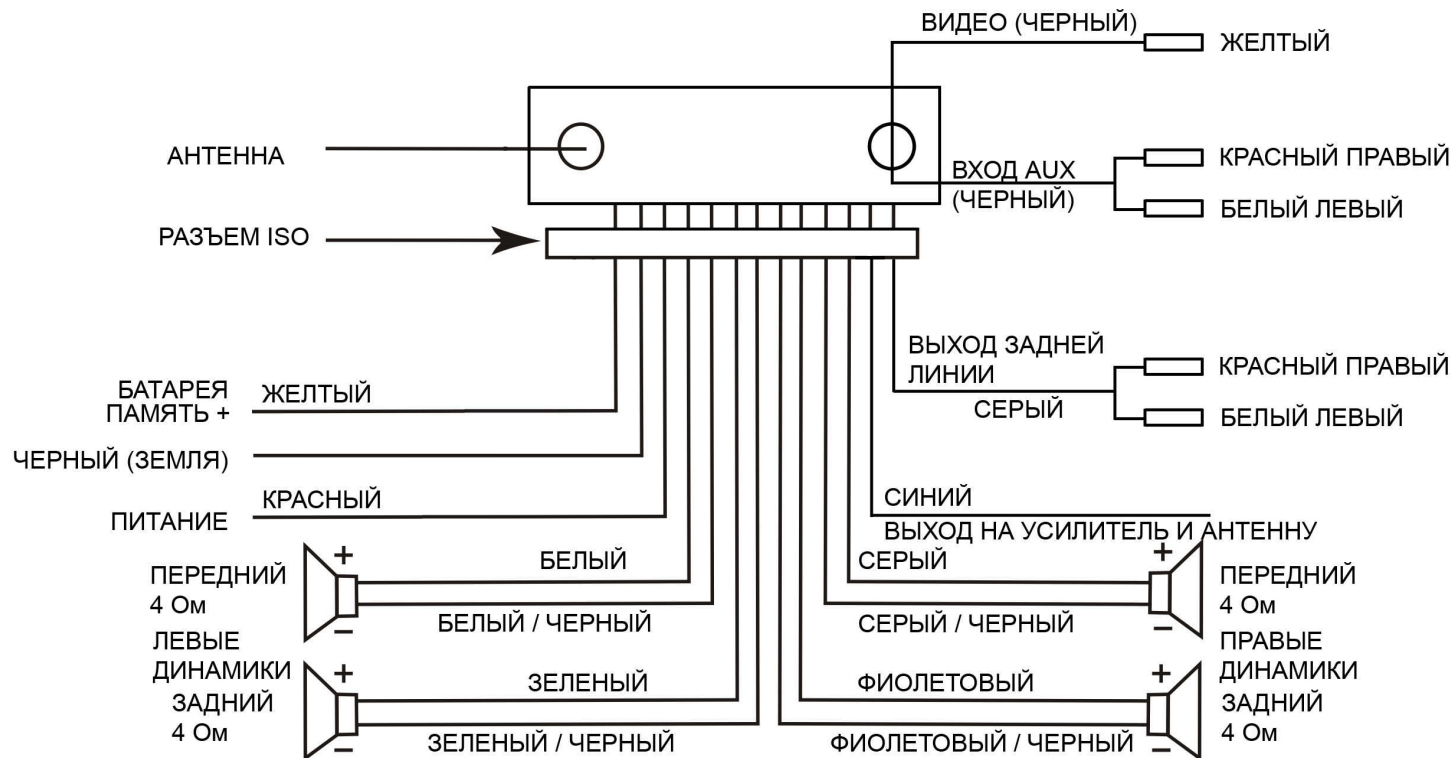 ВИДЕО (ЧЕРНЫЙ)
ЖЕЛТЫЙ
АНТЕННА
ВХОД AUX
(ЧЕРНЫЙ)
КРАСНЫЙ ПРАВЫЙ
БЕЛЫЙ ЛЕВЫЙ
РАЗЪЕМ ISO
ВЫХОД ЗАДНЕЙ
ЛИНИИ
СЕРЫЙ
КРАСНЫЙ ПРАВЫЙ
БЕЛЫЙ ЛЕВЫЙ
БАТАРЕЯ
ПАМЯТЬ +
ЖЕЛТЫЙ
ЧЕРНЫЙ (ЗЕМЛЯ)
КРАСНЫЙ
ПИТАНИЕ
СИНИЙ
ВЫХОД НА УСИЛИТЕЛЬ И АНТЕННУ
ПЕРЕДНИЙ
4 Ом
+
−
БЕЛЫЙ
БЕЛЫЙ / ЧЕРНЫЙ
СЕРЫЙ
СЕРЫЙ / ЧЕРНЫЙ
+
−
ПЕРЕДНИЙ
4 Ом
ЛЕВЫЕ
ДИНАМИКИ
ПРАВЫЕ
ДИНАМИКИ
ЗАДНИЙ
4 Ом
+
−
ЗЕЛЕНЫЙ
ЗЕЛЕНЫЙ / ЧЕРНЫЙ
ФИОЛЕТОВЫЙ
ФИОЛЕТОВЫЙ / ЧЕРНЫЙ
+
−
ЗАДНИЙ
4 Ом